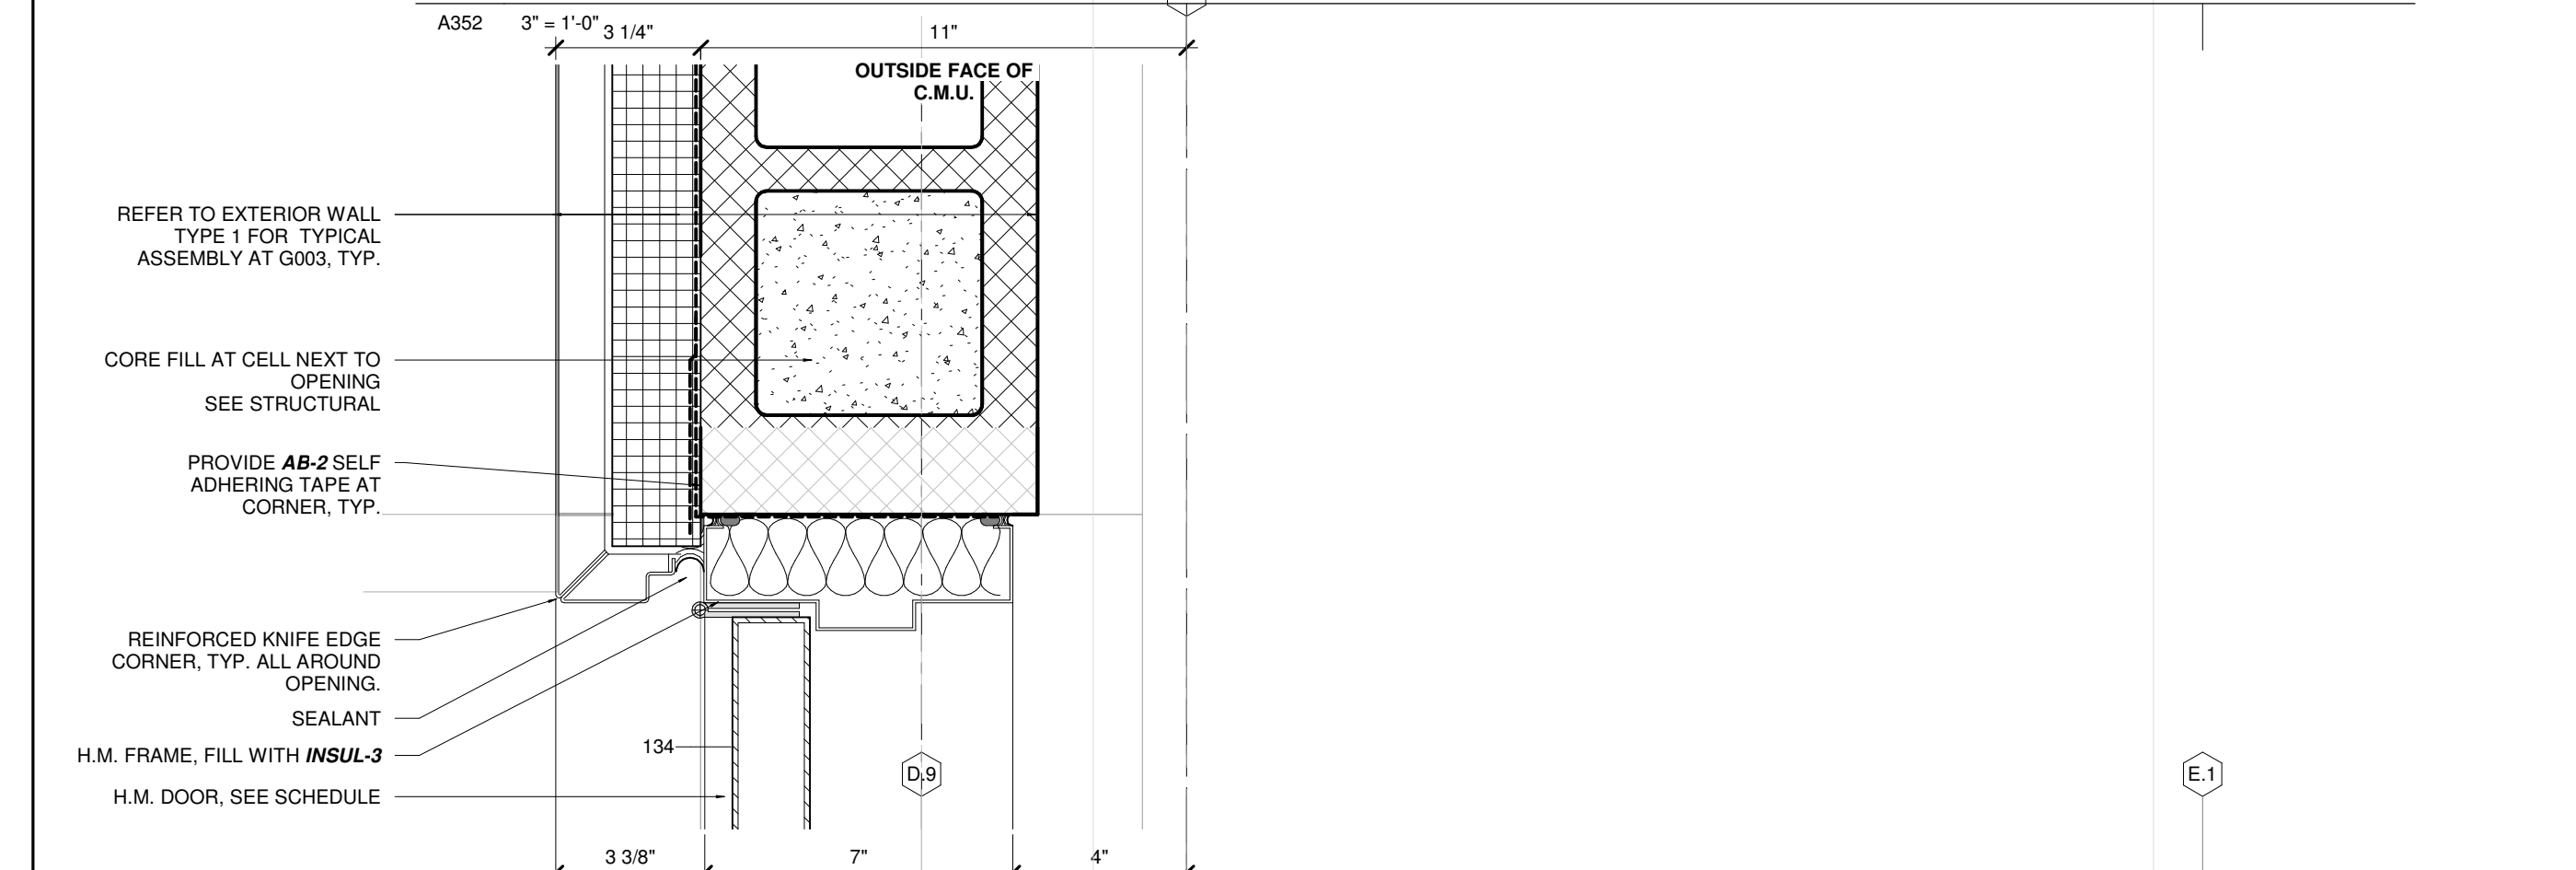 A352 3" = 1'-0"
3 1/4" 11"
OUTSIDE FACE OF
C.M.U.
REFER TO EXTERIOR WALL
TYPE 1 FOR TYPICAL
ASSEMBLY AT G003, TYP.
CORE FILL AT CELL NEXT TO
OPENING
SEE STRUCTURAL
PROVIDE AB-2 SELF
ADHERING TAPE AT
CORNER, TYP.
REINFORCED KNIFE EDGE
CORNER, TYP. ALL AROUND
OPENING.
SEALANT
H.M. FRAME, FILL WITH INSUL-3
134
H.M. DOOR, SEE SCHEDULE
D.9
E.1
3 3/8" 7" 4"